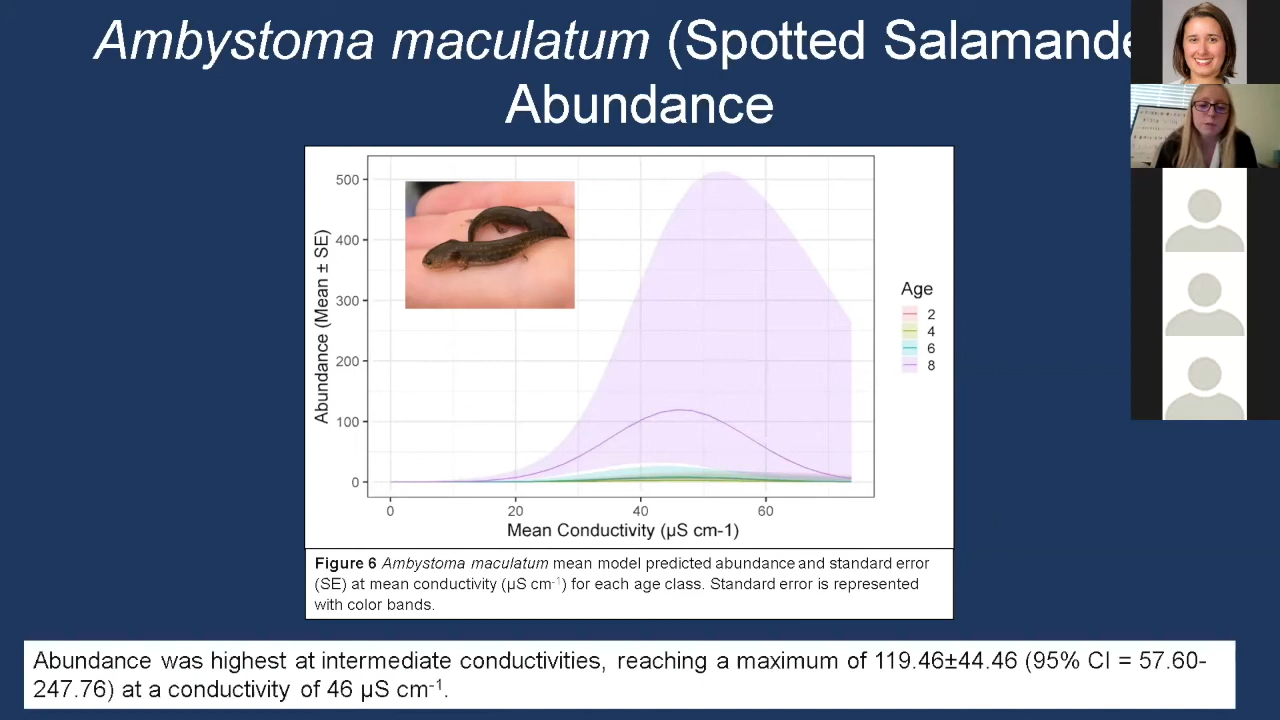 Ambystoma maculatum (Spotted Salamande
Abundance
500
400
300
200
100
0
Abundance (Mean ± SE)
0 20 40 60
Mean Conductivity (µS cm-1)
Age
2
4
6
8
Figure 6 Ambystoma maculatum mean model predicted abundance and standard error
(SE) at mean conductivity (µS cm-1) for each age class. Standard error is represented
with color bands.
Abundance was highest at intermediate conductivities, reaching a maximum of 119.46±44.46 (95% CI = 57.60-
247.76) at a conductivity of 46 µS cm-1.